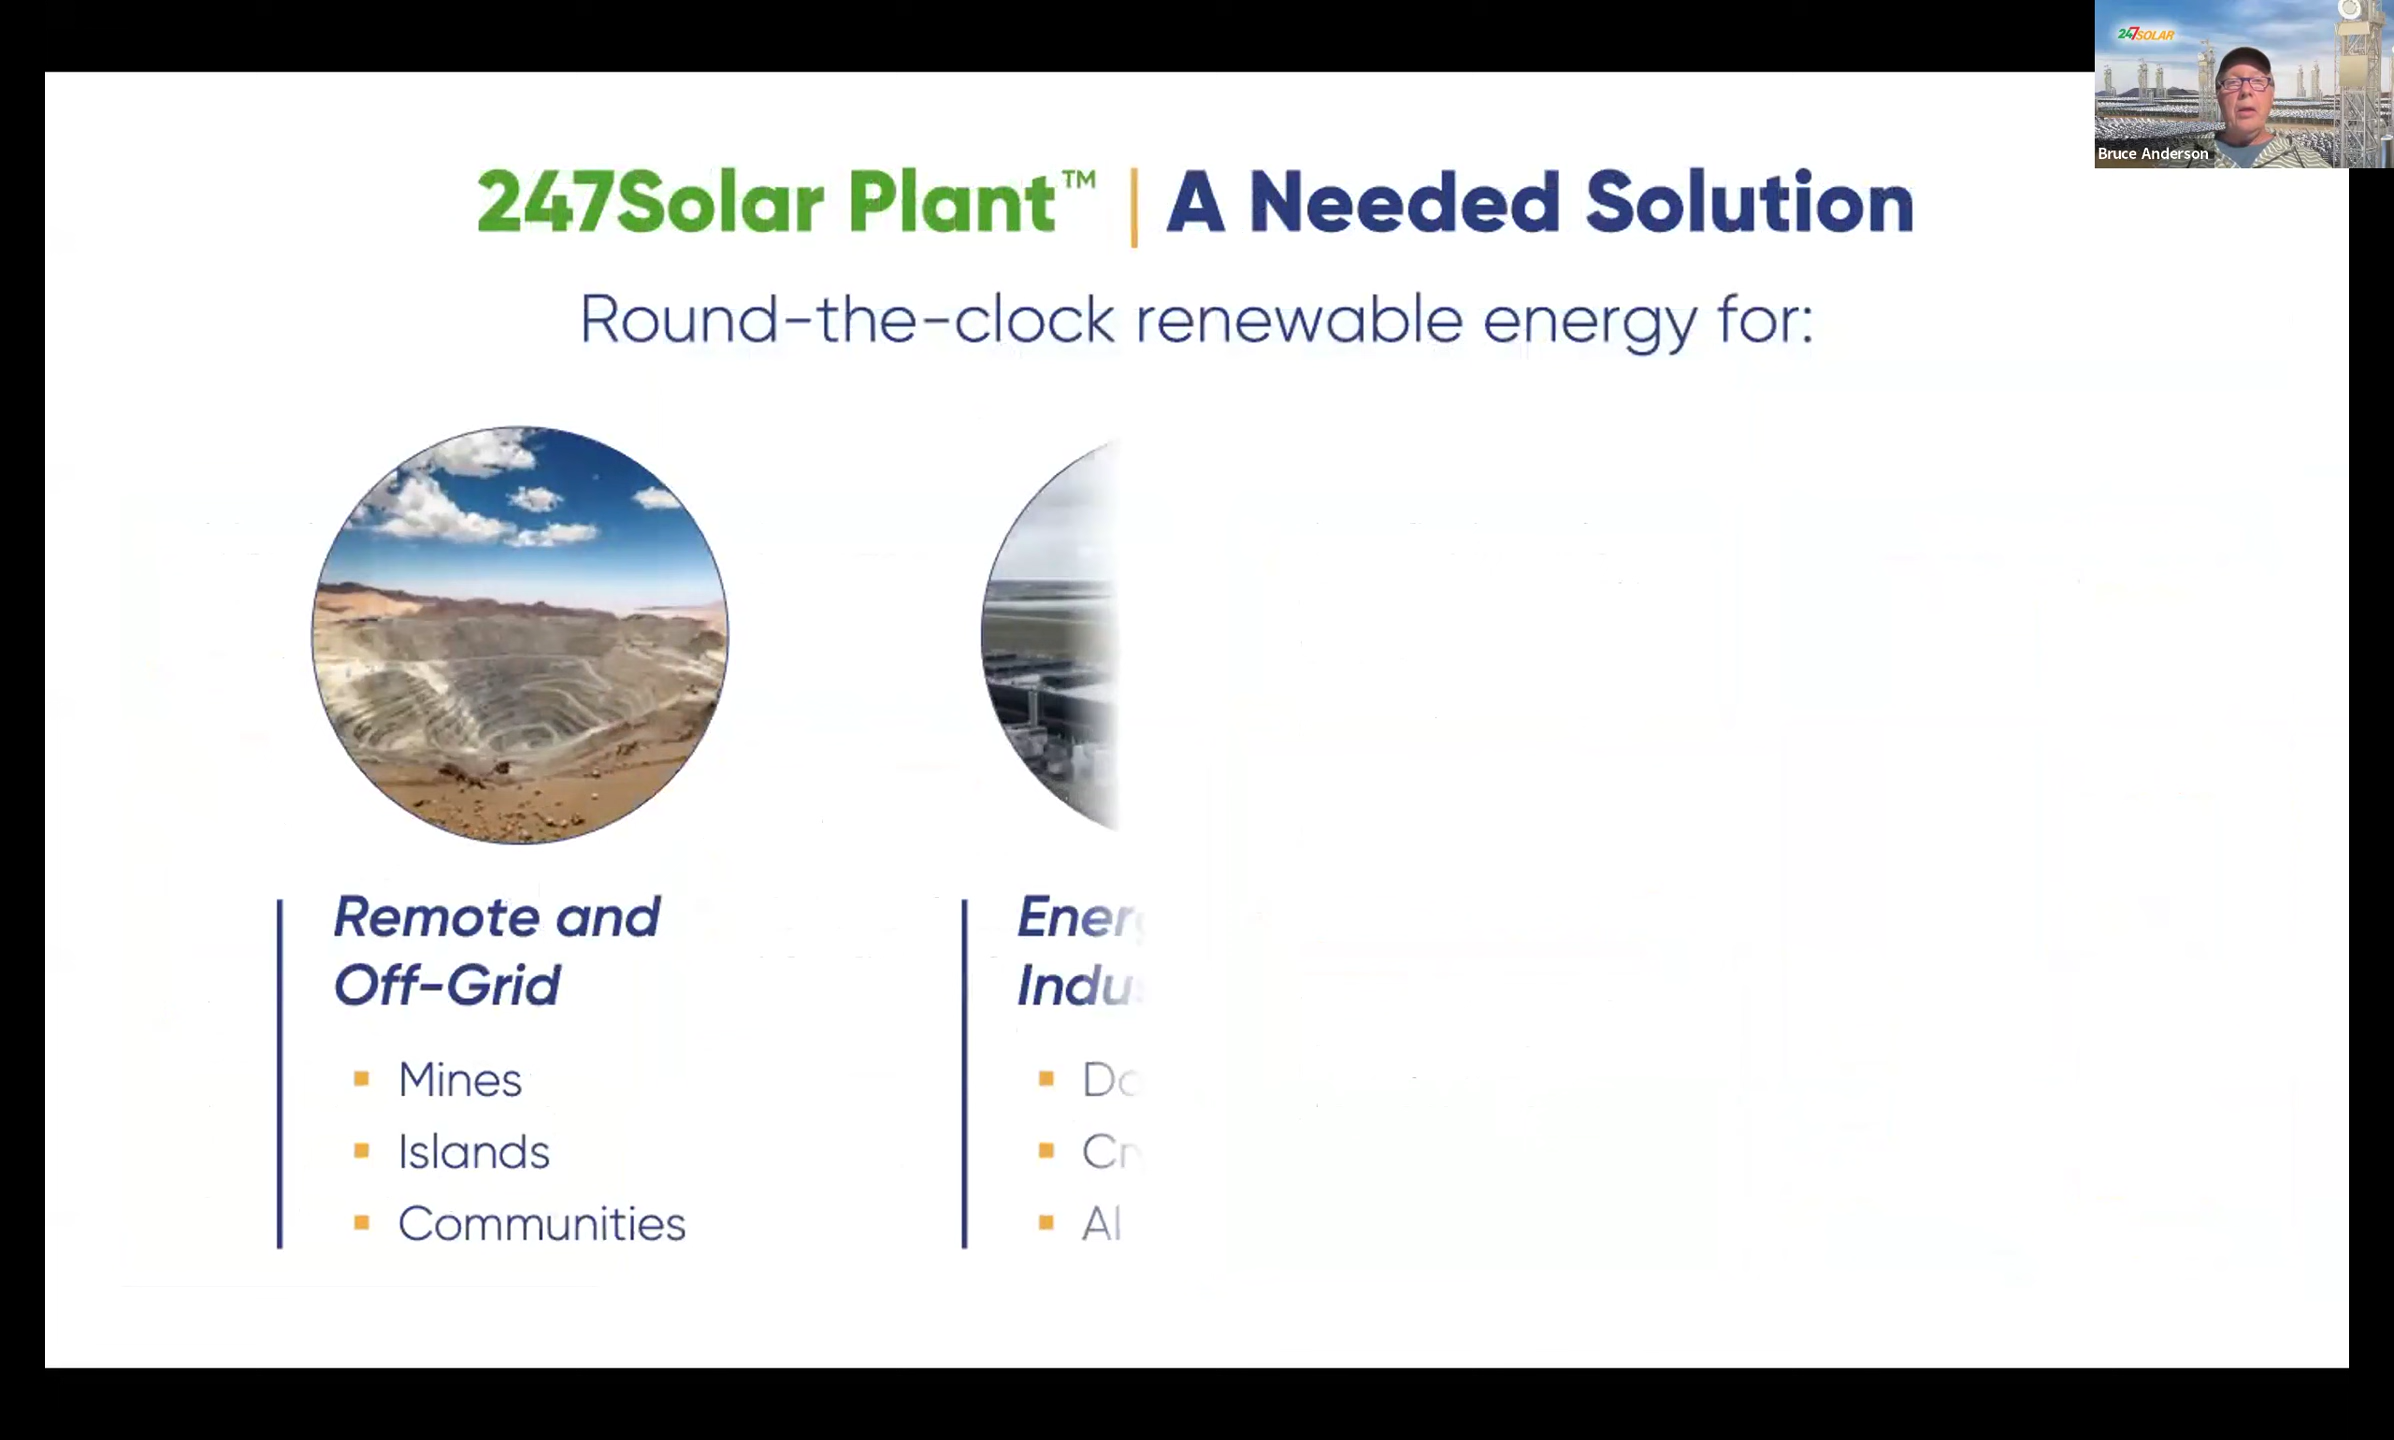 247SOLAR
Bruce Anderson
247Solar Plant™ | A Needed Solution
Round-the-clock renewable energy for:
Remote and
Off-Grid
▪ Mines
▪ Islands
▪ Communities